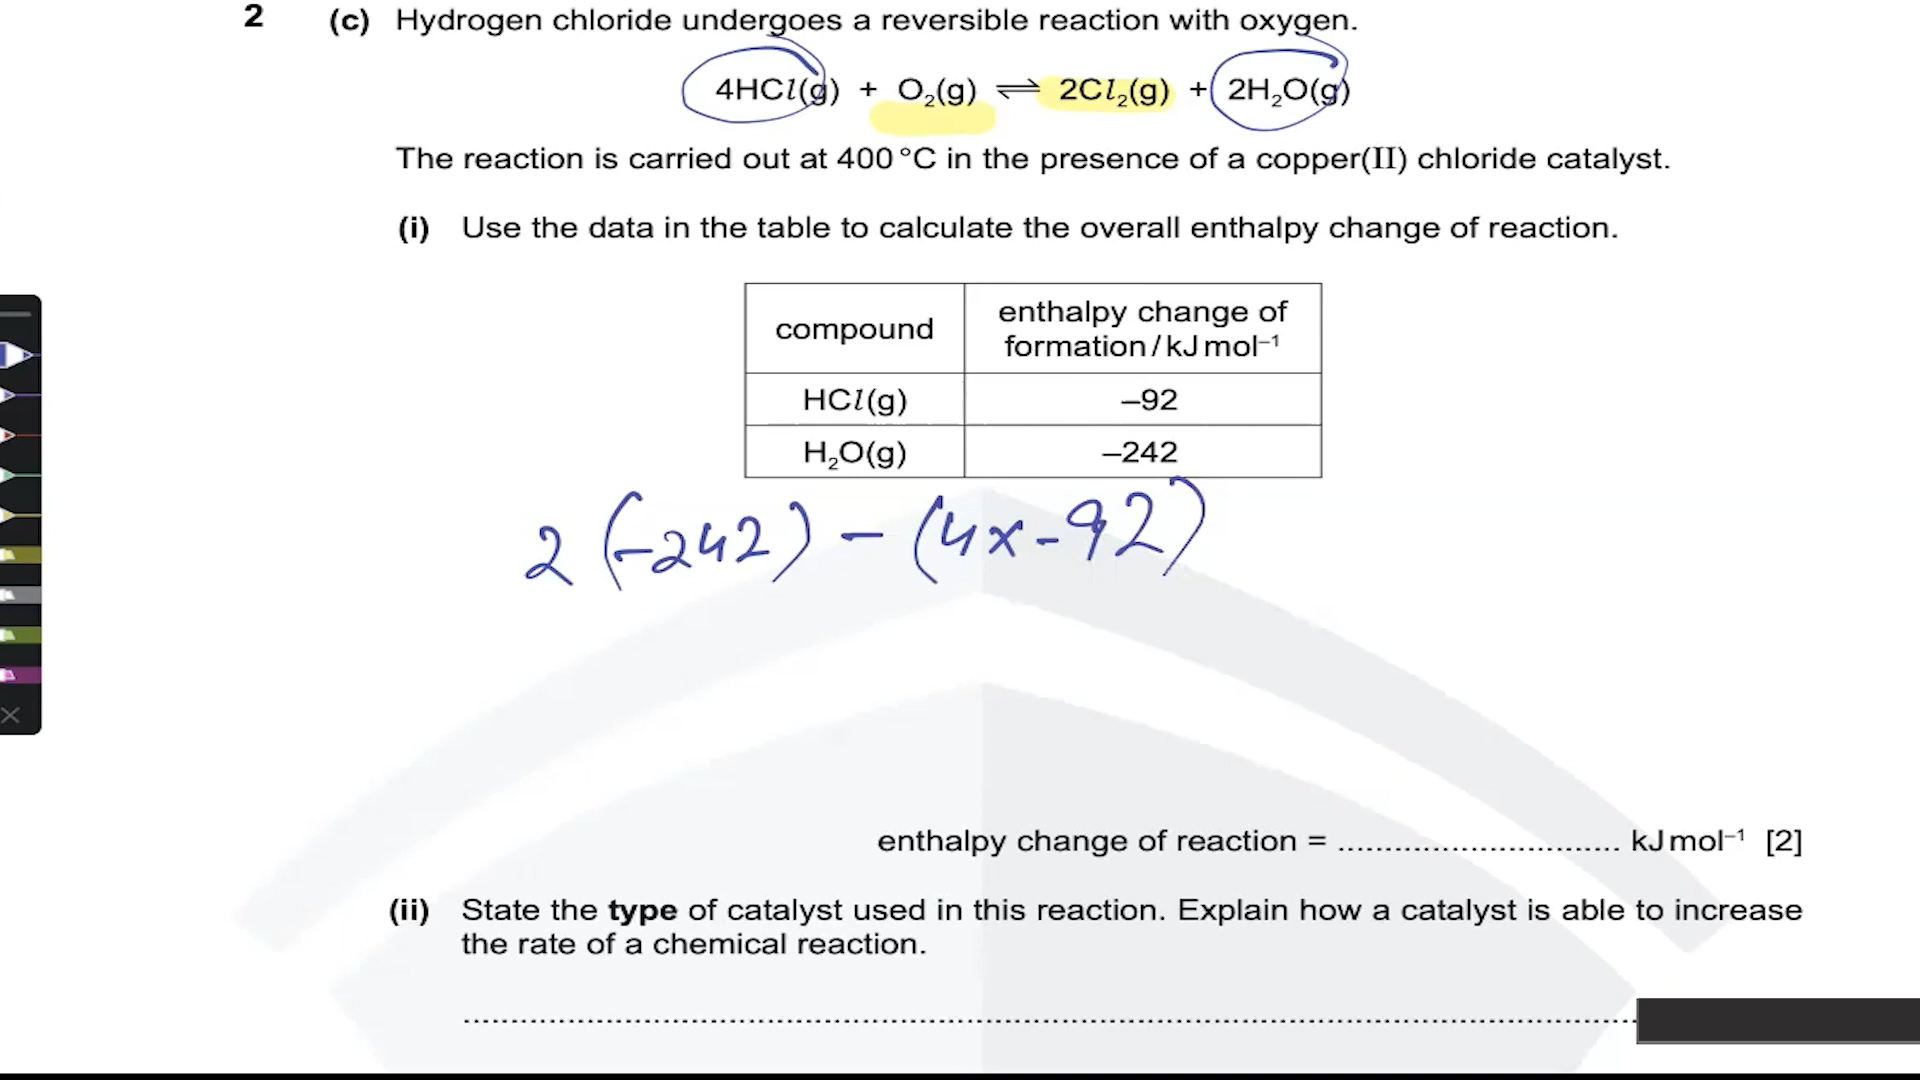 2 (c) Hydrogen chloride undergoes a reversible reaction with oxygen.
4HCl(g) + O₂(g) ⇌ 2Cl₂(g) + 2H₂O(g)
The reaction is carried out at 400 °C in the presence of a copper(II) chloride catalyst.
(i) Use the data in the table to calculate the overall enthalpy change of reaction.
compound
enthalpy change of
formation / kJ mol⁻¹
HCl(g) –92
H₂O(g) –242
2 (-242) - (4x-92)
enthalpy change of reaction = .............................. kJ mol⁻¹ [2]
(ii) State the type of catalyst used in this reaction. Explain how a catalyst is able to increase
the rate of a chemical reaction.